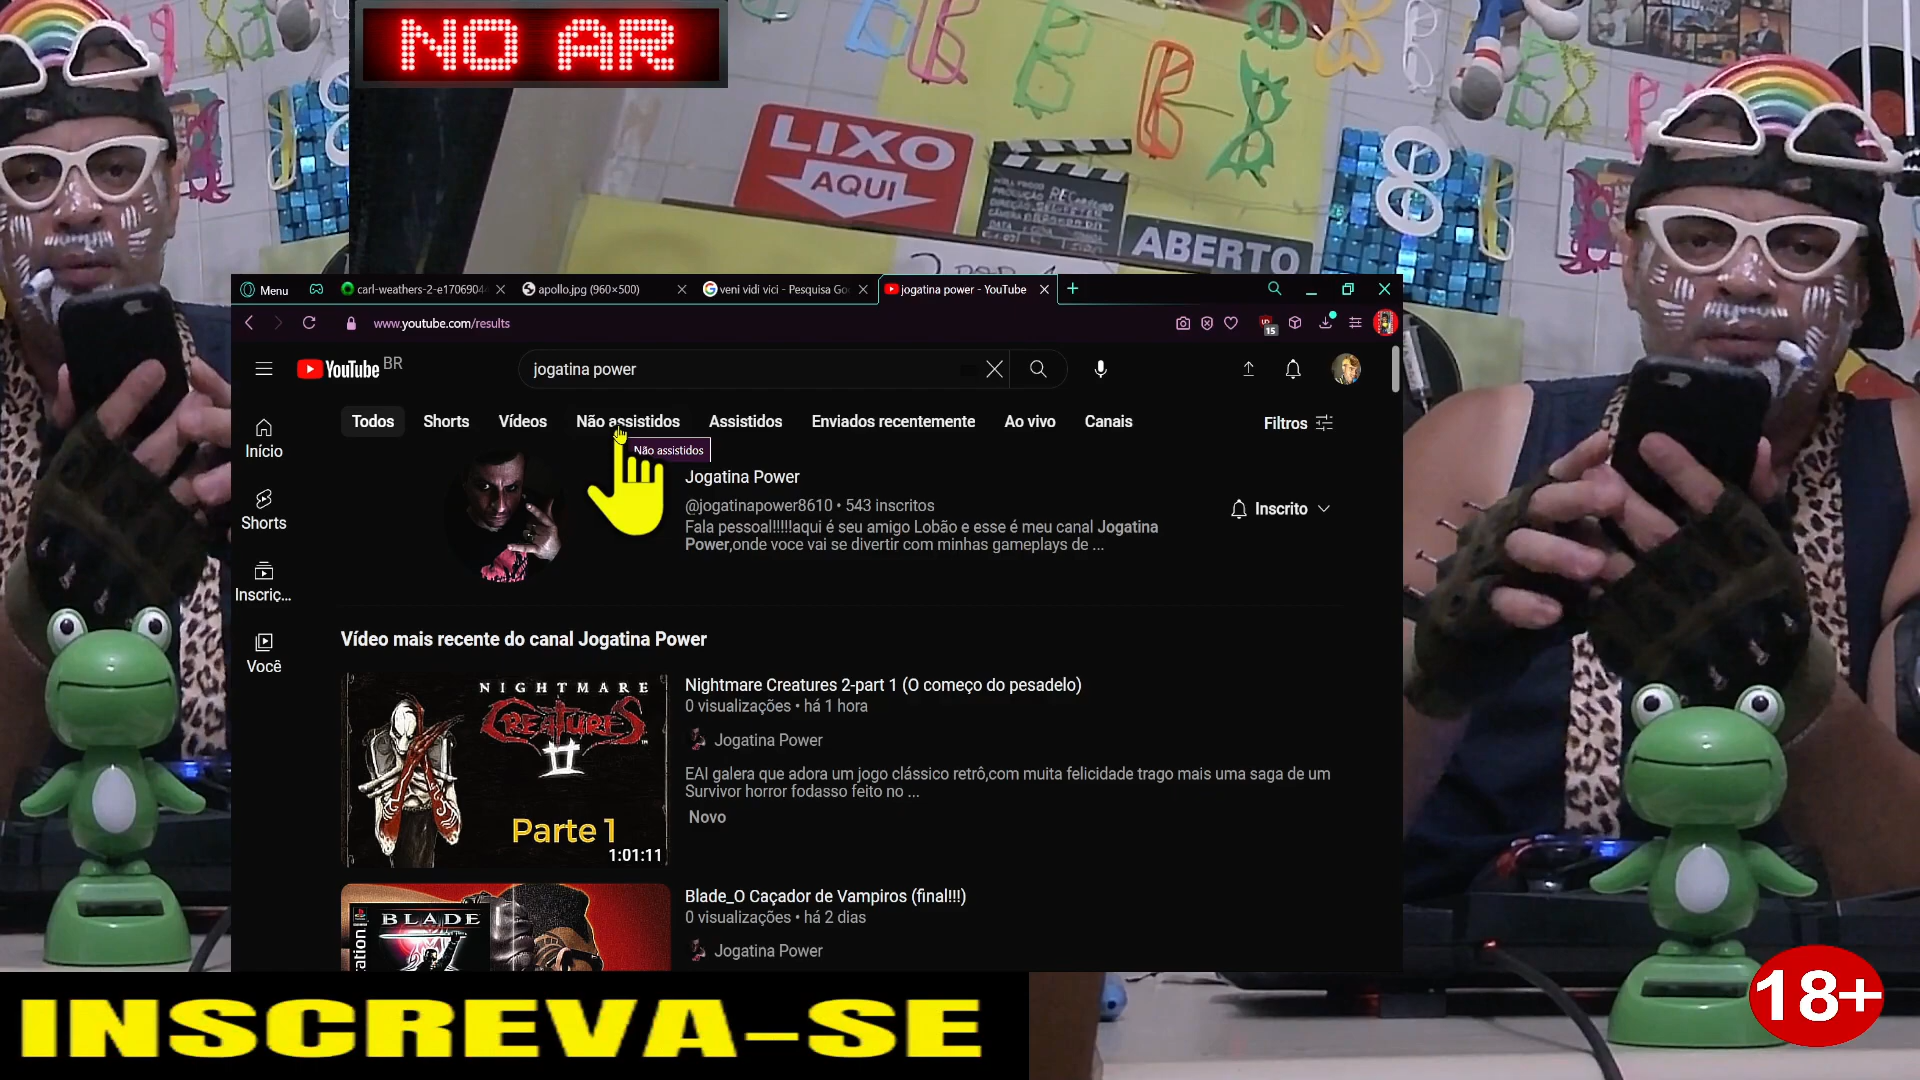 NO AR
LIXO
AQUI
ABERTO
Menu
carl-weathers-2-e1706904
apollo.jpg (960×500)
veni vidi vici - Pesquisa Goo
jogatina power - YouTube
www.youtube.com/results
15
YouTube BR
jogatina power
Todos
Shorts
Vídeos
Não assistidos
Assistidos
Enviados recentemente
Ao vivo
Canais
Filtros
Não assistidos
Início
Shorts
Inscriç...
Você
Jogatina Power
@jogatinapower8610 • 543 inscritos
Fala pessoal!!!!!aqui é seu amigo Lobão e esse é meu canal Jogatina
Power,onde voce vai se divertir com minhas gameplays de ...
Inscrito
Vídeo mais recente do canal Jogatina Power
NIGHTMARE
CREATURES
II
Parte 1
1:01:11
Nightmare Creatures 2-part 1 (O começo do pesadelo)
0 visualizações • há 1 hora
Jogatina Power
EAI galera que adora um jogo clássico retrô,com muita felicidade trago mais uma saga de um
Survivor horror fodasso feito no ...
Novo
BLADE
Blade_O Caçador de Vampiros (final!!!)
0 visualizações • há 2 dias
Jogatina Power
INSCREVA-SE
18+